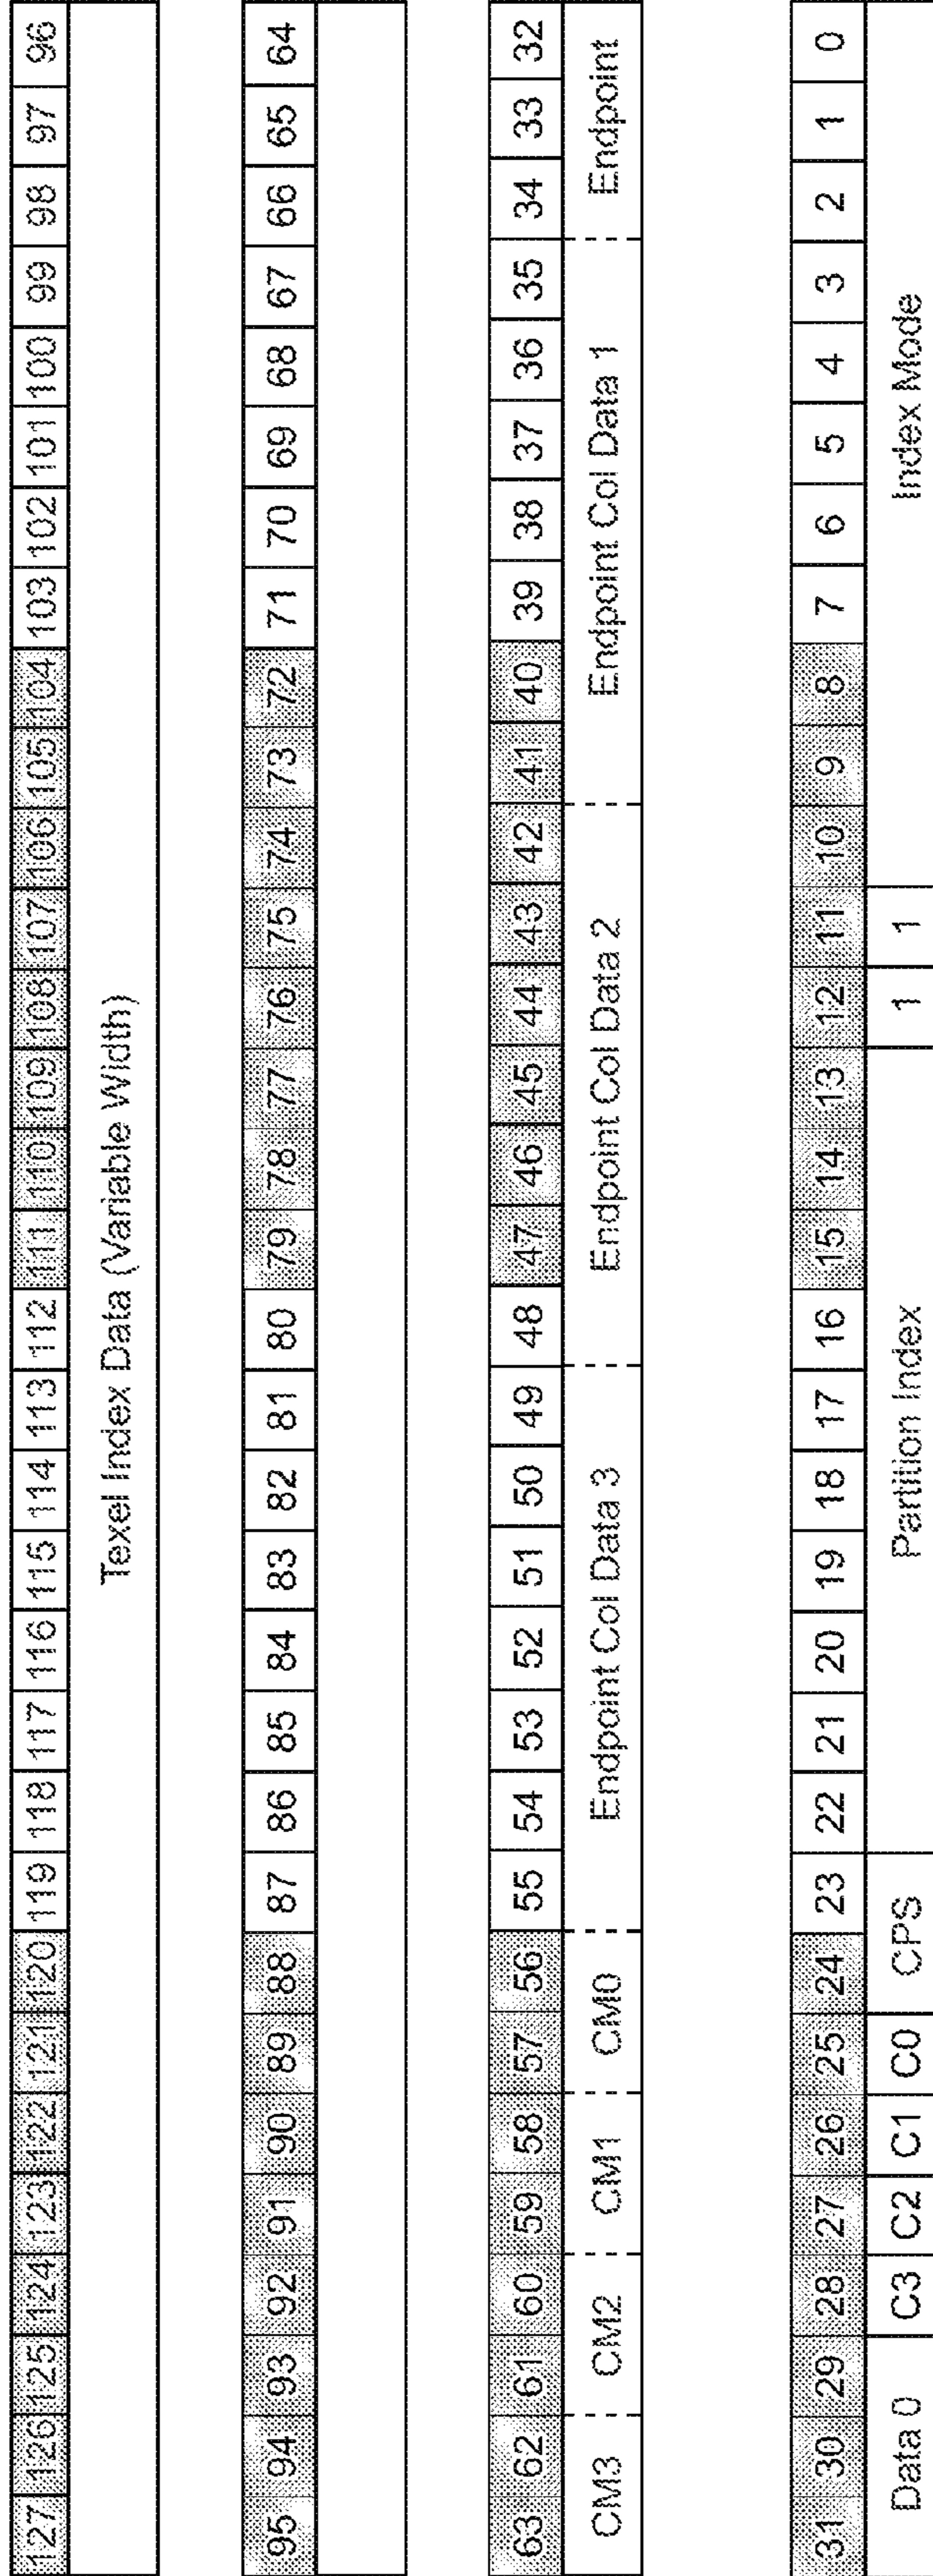 127 126 125 124 123 122 121 120 119 118 117 116 115 114 113 112 111 110 109 108 107 106 105 104 103 102 101 100 99 98 97 96
Texel Index Data (Variable Width)
95 94 93 92 91 90 89 88 87 86 85 84 83 82 81 80 79 78 77 76 75 74 73 72 71 70 69 68 67 66 65 64
63 62 61 60 59 58 57 56 55 54 53 52 51 50 49 48 47 46 45 44 43 42 41 40 39 38 37 36 35 34 33 32
CM3 CM2 CM1 CM0 Endpoint Col Data 3 Endpoint Col Data 2 Endpoint Col Data 1 Endpoint
31 30 29 28 27 26 25 24 23 22 21 20 19 18 17 16 15 14 13 12 11 10 9 8 7 6 5 4 3 2 1 0
Data 0 C3 C2 C1 C0 CPS Partition Index 1 1 Index Mode